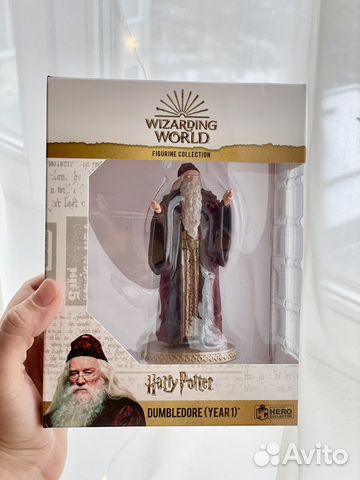 WIZARDING
WORLD
FIGURINE COLLECTION
Harry Potter
DUMBLEDORE (YEAR 1)
HERO
COLLECTOR
Avito